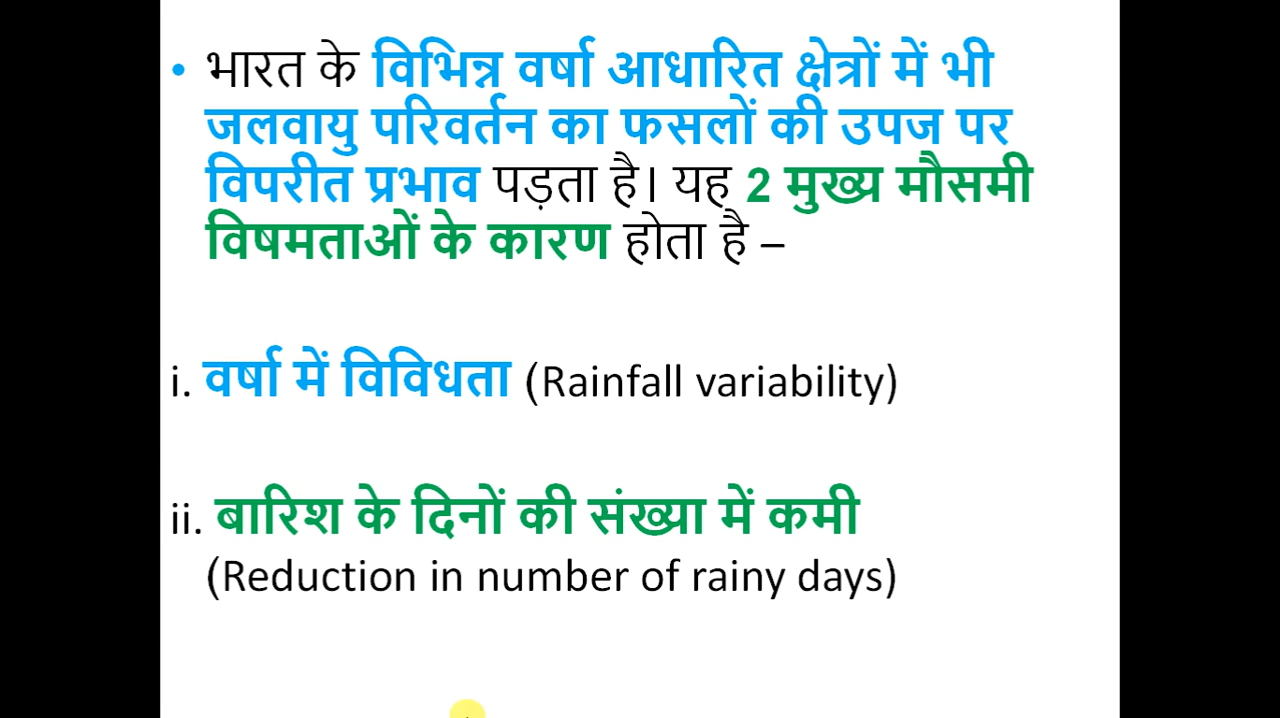 • भारत के विभिन्न वर्षा आधारित क्षेत्रों में भी
जलवायु परिवर्तन का फसलों की उपज पर
विपरीत प्रभाव पड़ता है। यह 2 मुख्य मौसमी
विषमताओं के कारण होता है –
i. वर्षा में विविधता (Rainfall variability)
ii. बारिश के दिनों की संख्या में कमी
(Reduction in number of rainy days)